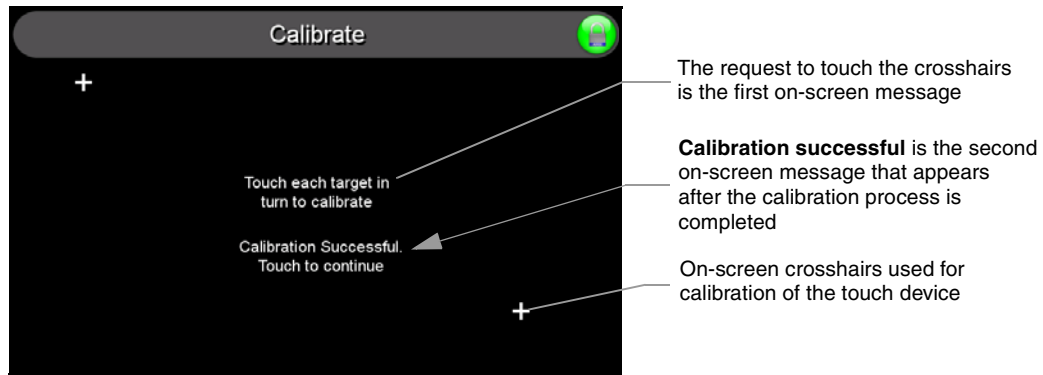 Calibrate
Touch each target in
turn to calibrate
Calibration Successful.
Touch to continue
The request to touch the crosshairs
is the first on-screen message
Calibration successful is the second
on-screen message that appears
after the calibration process is
completed
On-screen crosshairs used for
calibration of the touch device